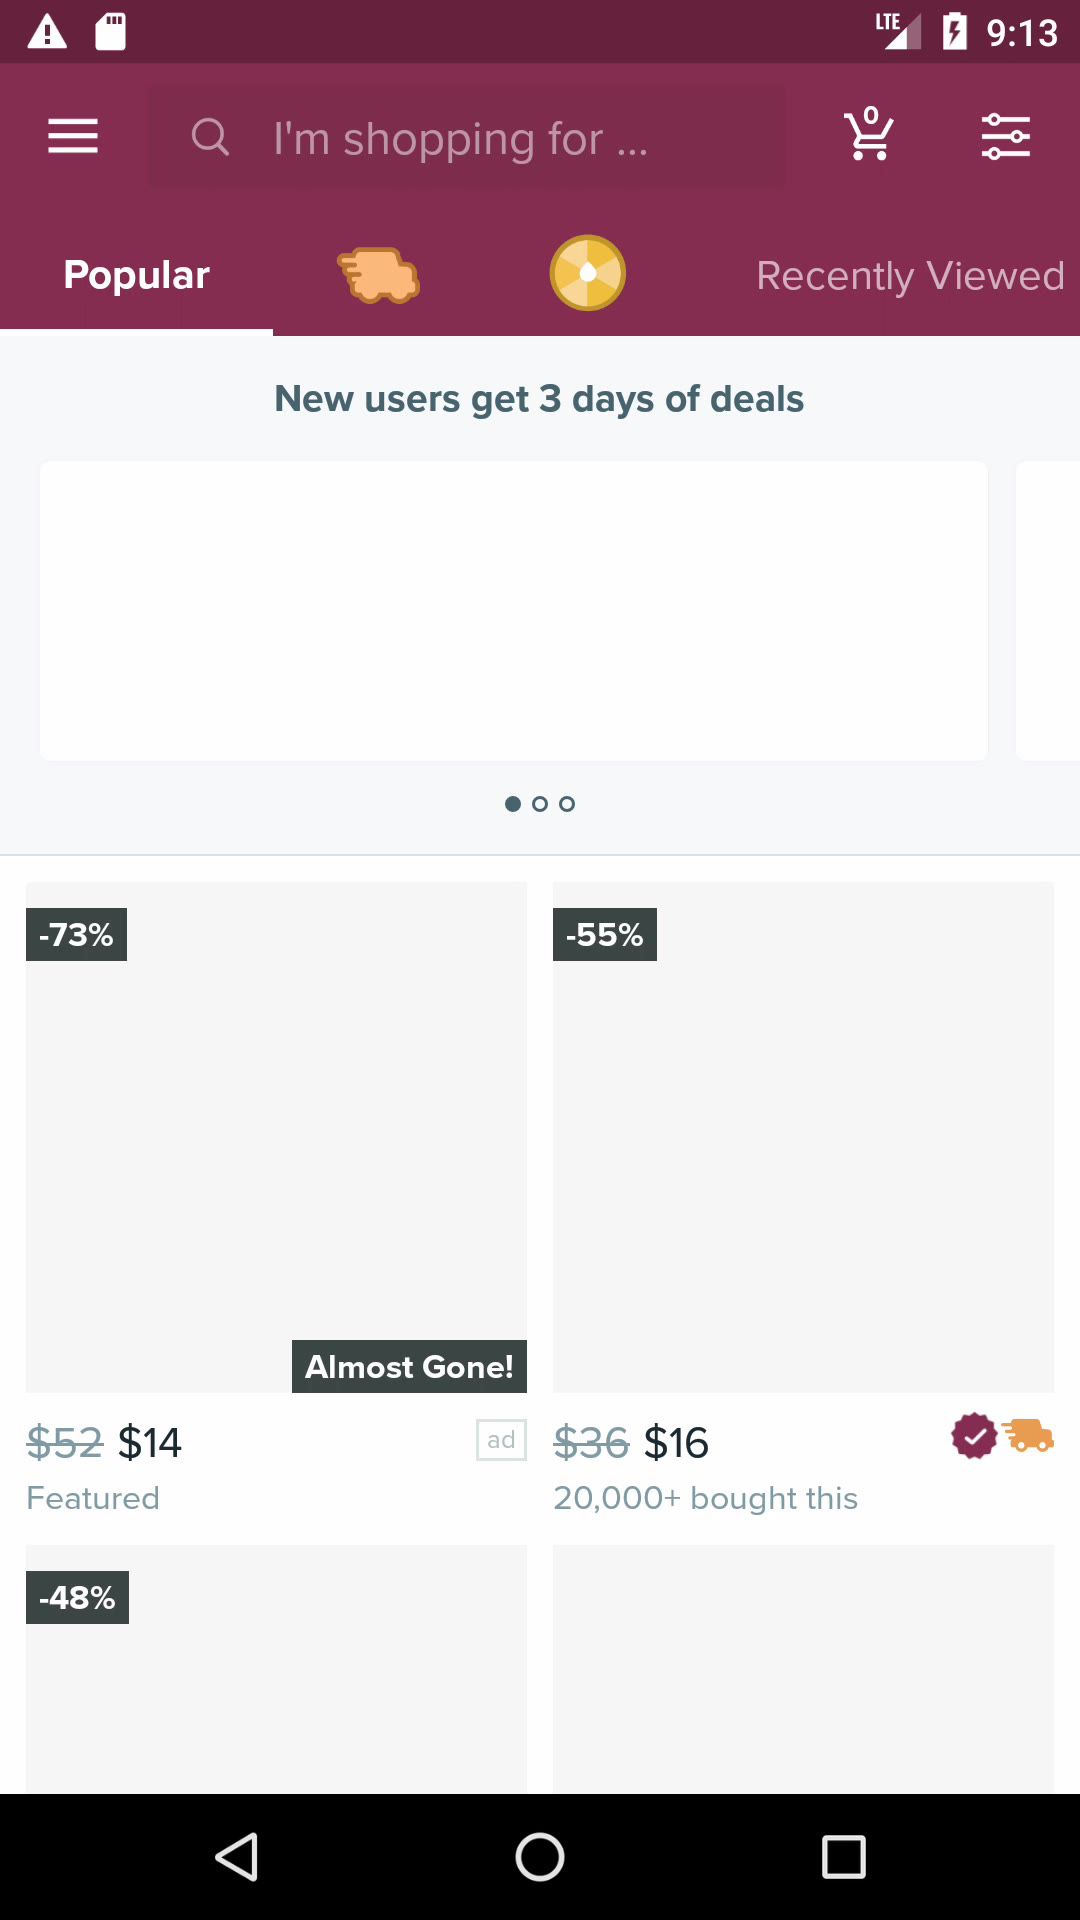 LTE 9:13
I'm shopping for ...
0
Popular
Recently Viewed
New users get 3 days of deals
-73%
-55%
Almost Gone!
$52 $14
ad
$36 $16
Featured
20,000+ bought this
-48%